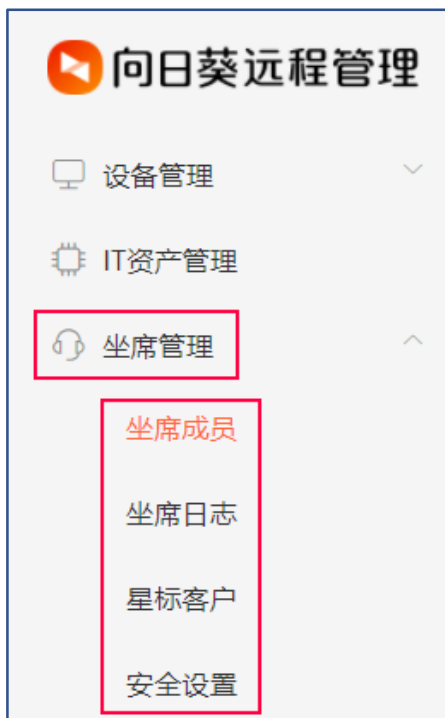 向日葵远程管理
设备管理
IT资产管理
坐席管理
坐席成员
坐席日志
星标客户
安全设置